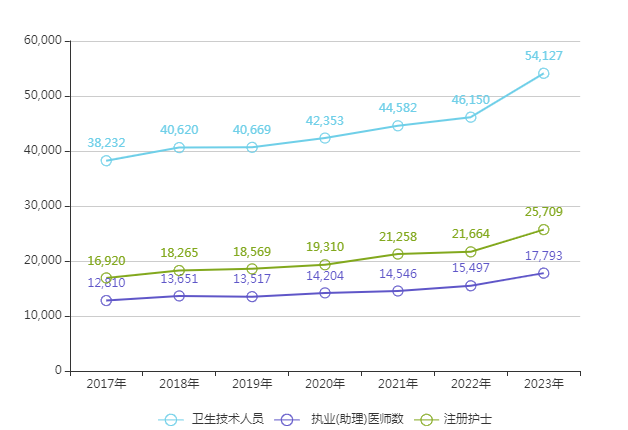 60,000
54,127
50,000
38,232 40,620 40,669 42,353 44,582 46,150
40,000
30,000
16,920 18,265 18,569 19,310 21,258 21,664 25,709
20,000
12,810 13,651 13,517 14,204 14,546 15,497 17,793
10,000
0
2017年 2018年 2019年 2020年 2021年 2022年 2023年
卫生技术人员 执业(助理)医师数 注册护士